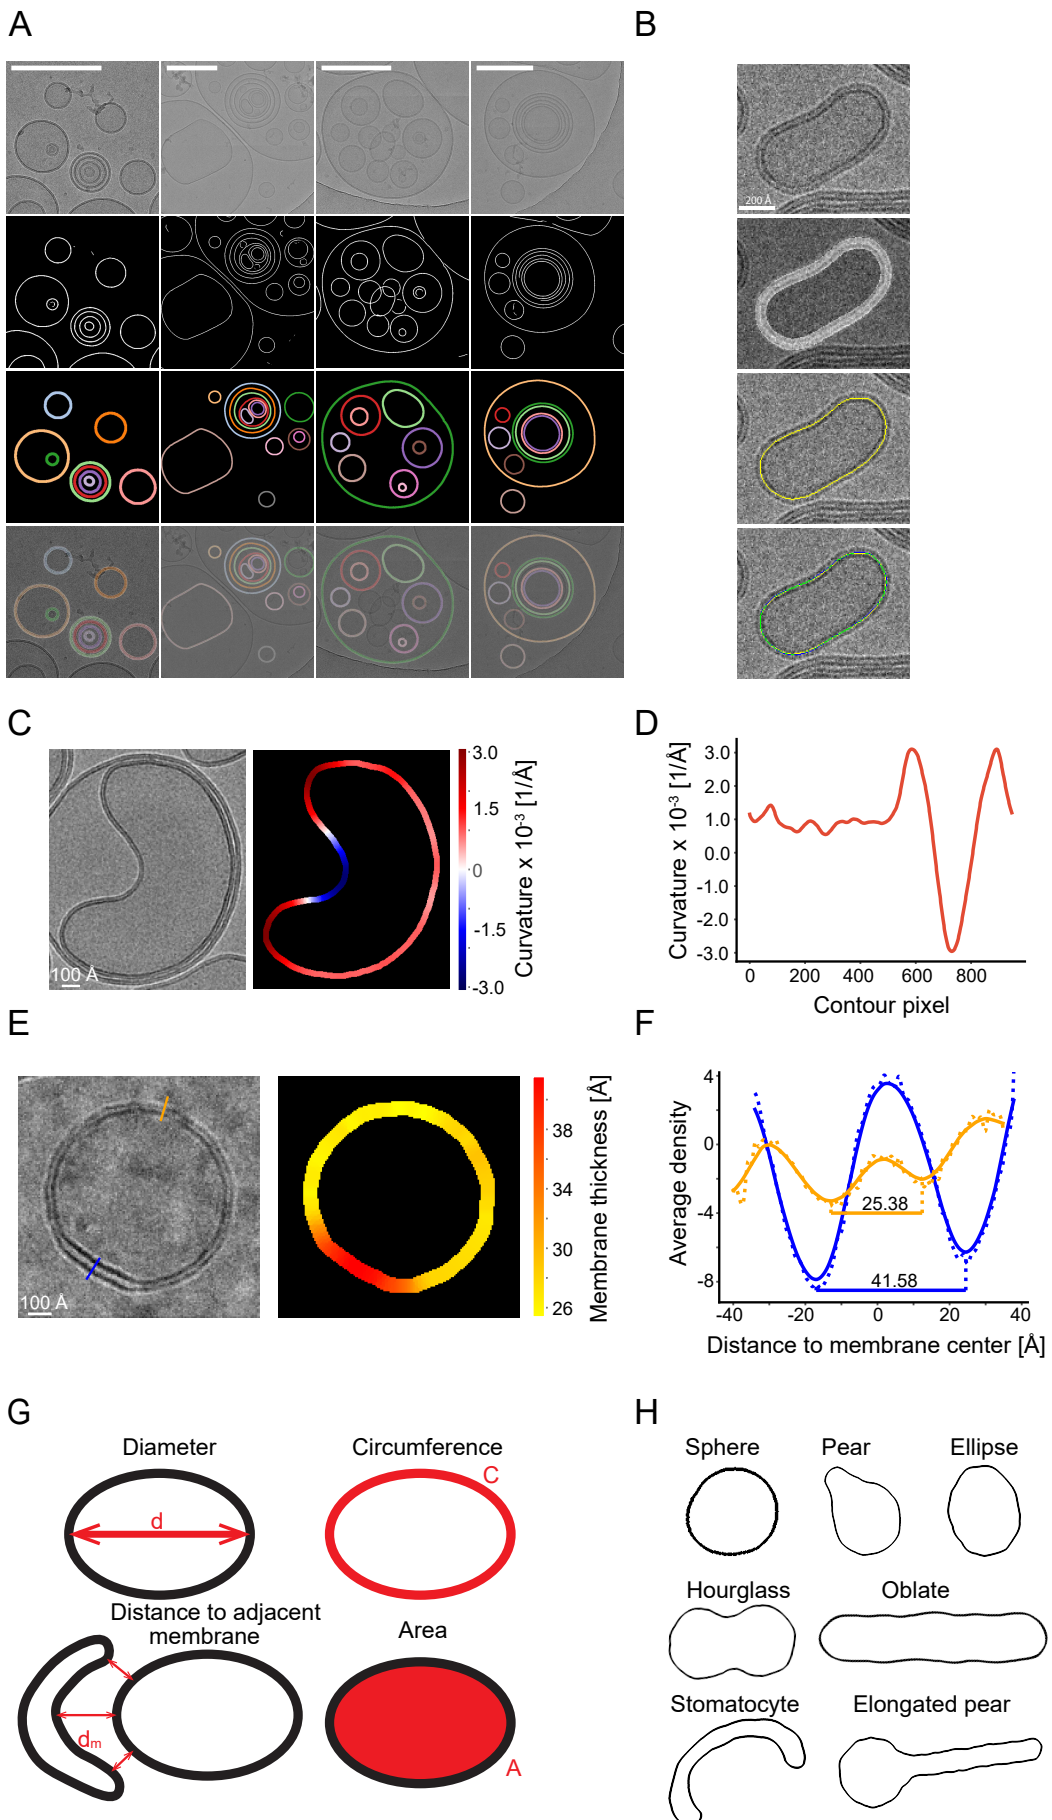 A
B
200 Å
C
D
3.0
1.5
0
-1.5
-3.0
Curvature x 10⁻³ [1/Å]
100 Å
3.0
2.0
1.0
0.0
-1.0
-2.0
-3.0
Curvature x 10⁻³ [1/Å]
0 200 400 600 800
Contour pixel
E
F
100 Å
38
34
30
26
Membrane thickness [Å]
4
0
-4
-8
Average density
25.38
41.58
-40 -20 0 20 40
Distance to membrane center [Å]
G
H
Diameter
Circumference
d
C
Distance to adjacent
membrane
Area
dₘ
A
Sphere Pear Ellipse
Hourglass Oblate
Stomatocyte Elongated pear